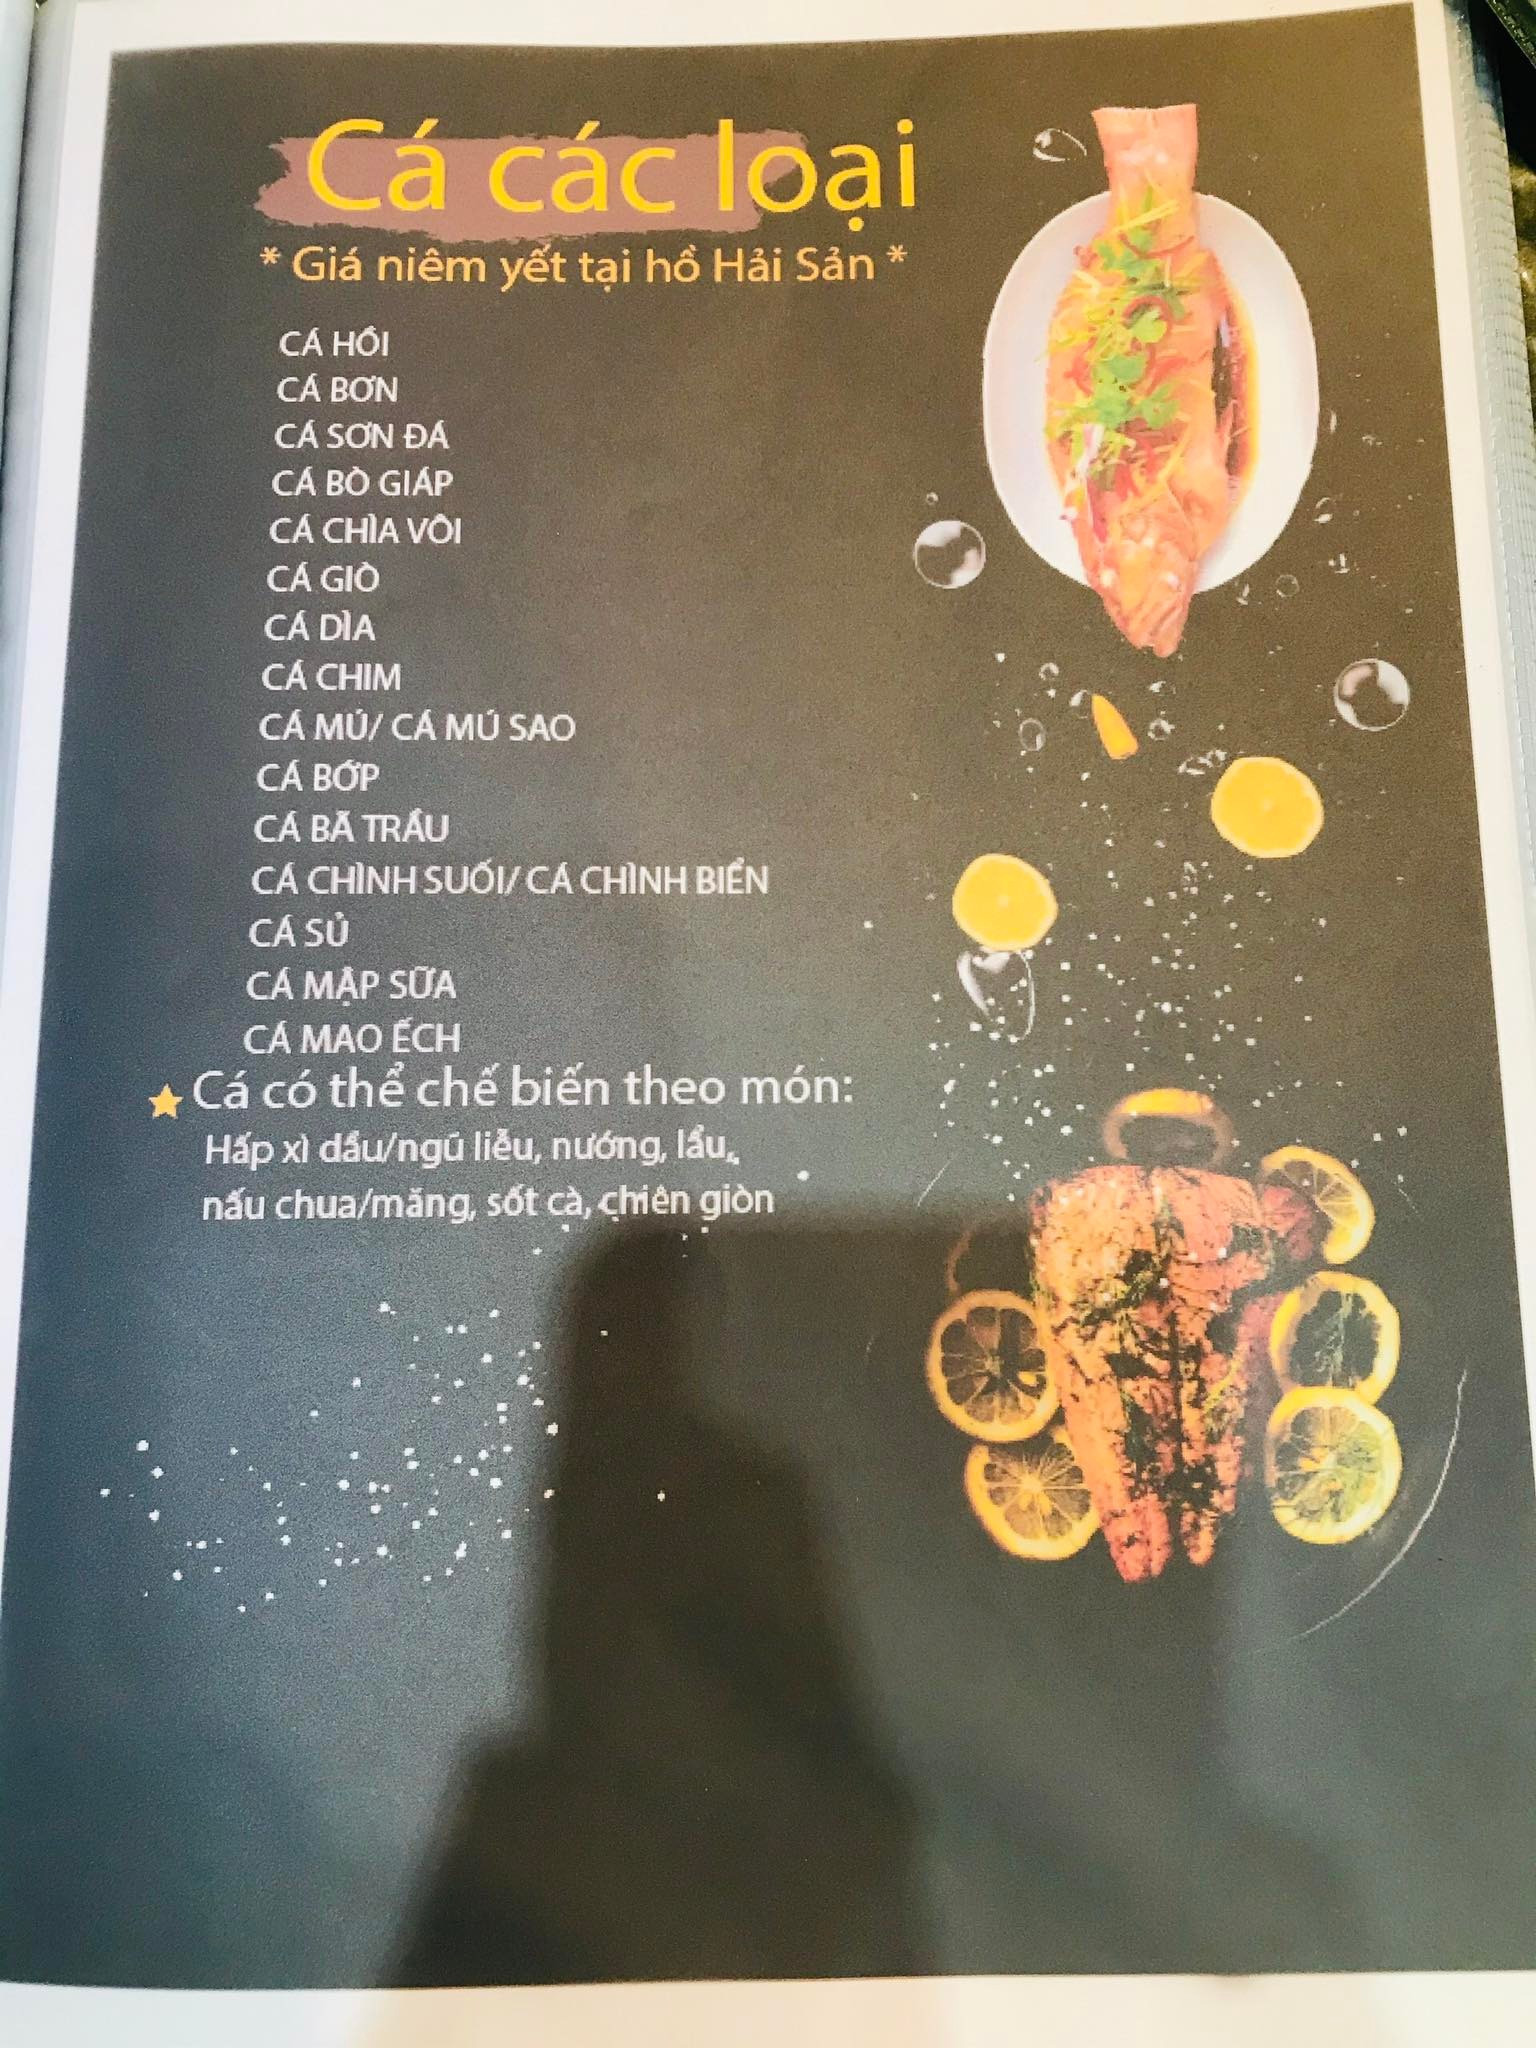 Cá các loại
* Giá niêm yết tại hồ Hải Sản *
CÁ HỒI
CÁ BƠN
CÁ SƠN ĐÁ
CÁ BÒ GIÁP
CÁ CHÌA VÔI
CÁ GIÒ
CÁ DÌA
CÁ CHIM
CÁ MÚ/ CÁ MÚ SAO
CÁ BỚP
CÁ BÃ TRẦU
CÁ CHÌNH SUỐI/ CÁ CHÌNH BIỂN
CÁ SỦ
CÁ MẬP SỮA
CÁ MAO ẾCH
Cá có thể chế biến theo món:
Hấp xì dầu/ngũ liễu, nướng, lẩu,
nấu chua/măng, sốt cà, chiên giòn